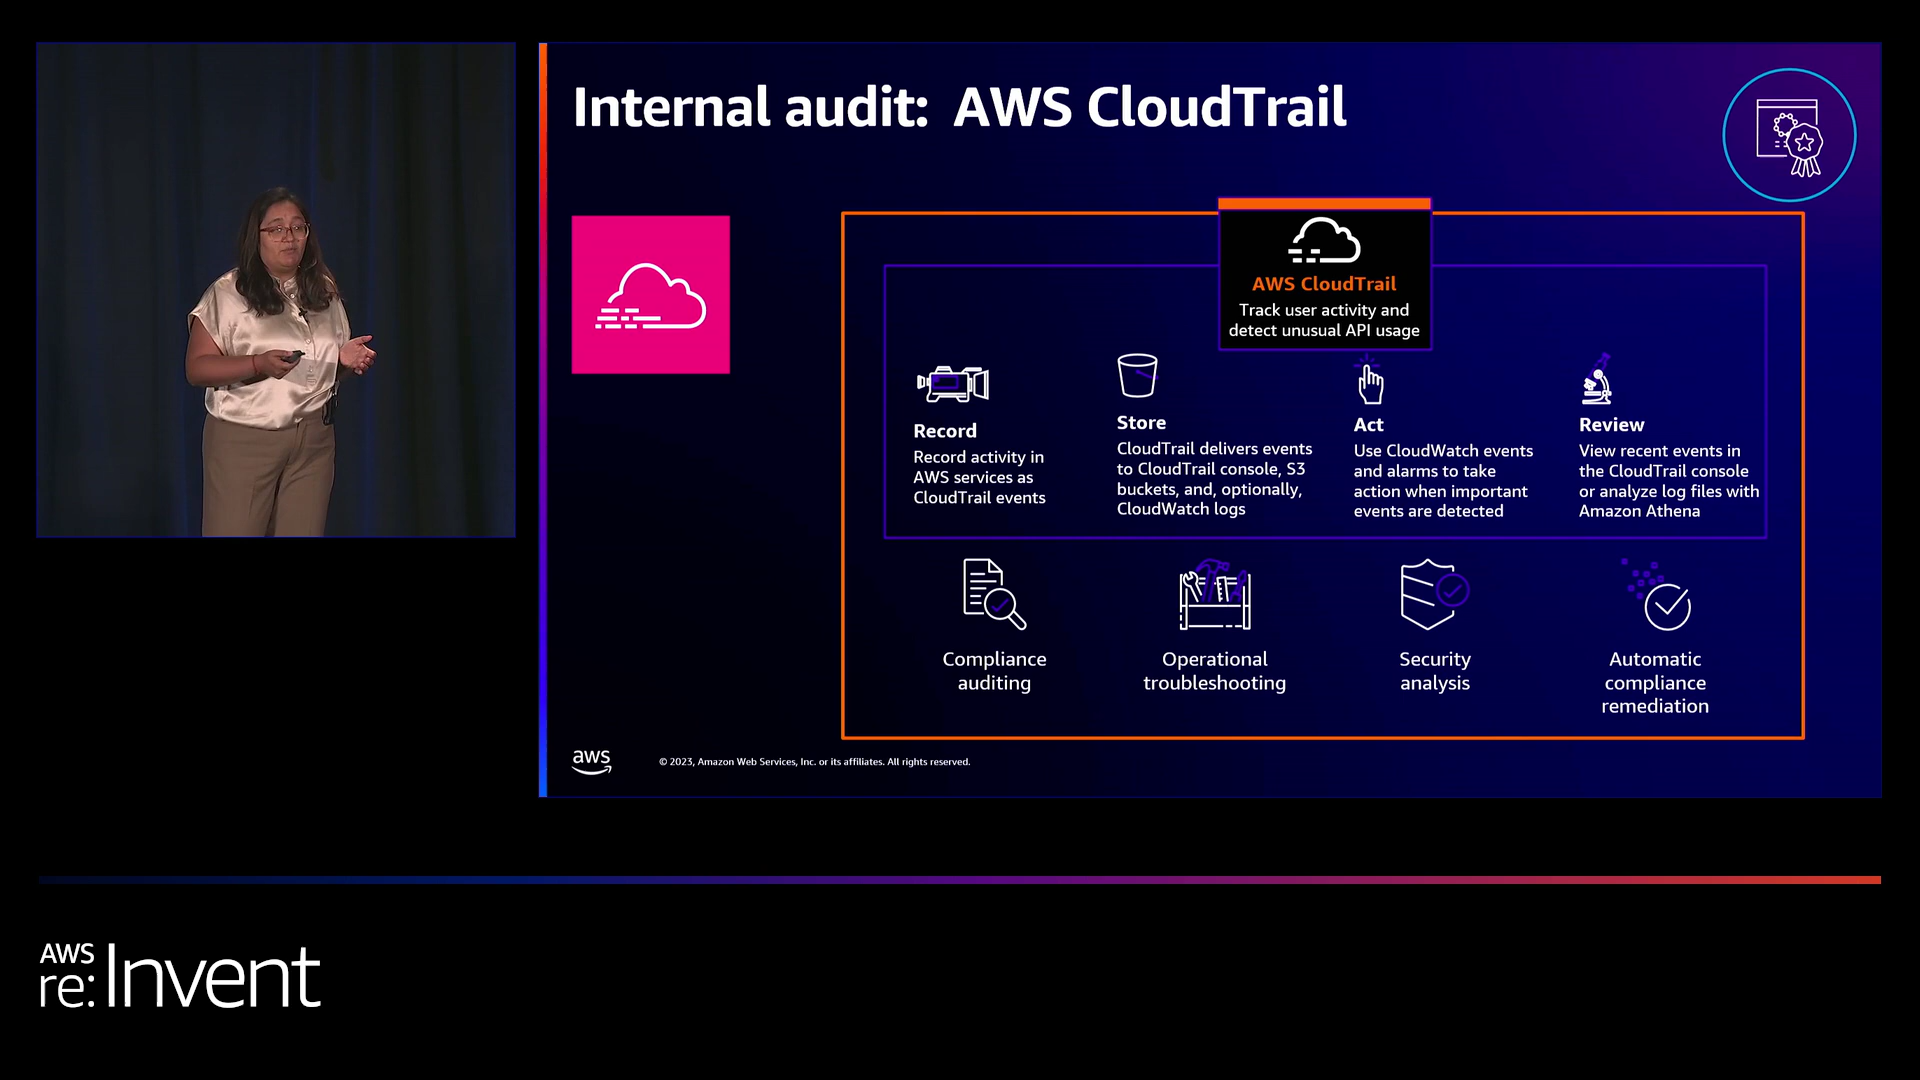 Internal audit: AWS CloudTrail
AWS CloudTrail
Track user activity and
detect unusual API usage
Record
Record activity in
AWS services as
CloudTrail events
Store
CloudTrail delivers events
to CloudTrail console, S3
buckets, and, optionally,
CloudWatch logs
Act
Use CloudWatch events
and alarms to take
action when important
events are detected
Review
View recent events in
the CloudTrail console
or analyze log files with
Amazon Athena
Compliance
auditing
Operational
troubleshooting
Security
analysis
Automatic
compliance
remediation
aws
© 2023, Amazon Web Services, Inc. or its affiliates. All rights reserved.
AWS
re:Invent